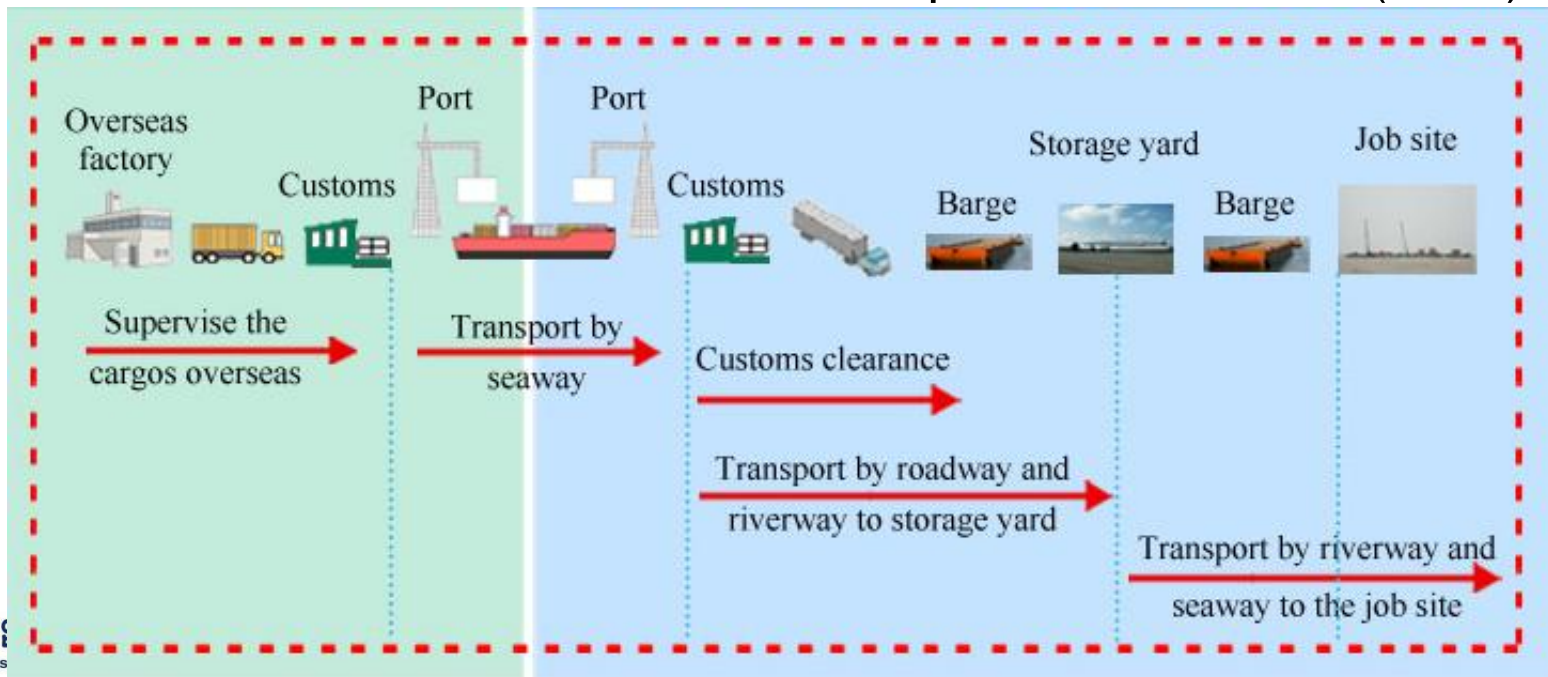 Port
Port
Overseas
factory
Storage yard
Job site
Customs
Customs
Barge
Barge
Supervise the
cargos overseas
Transport by
seaway
Customs clearance
Transport by roadway and
riverway to storage yard
Transport by riverway and
seaway to the job site